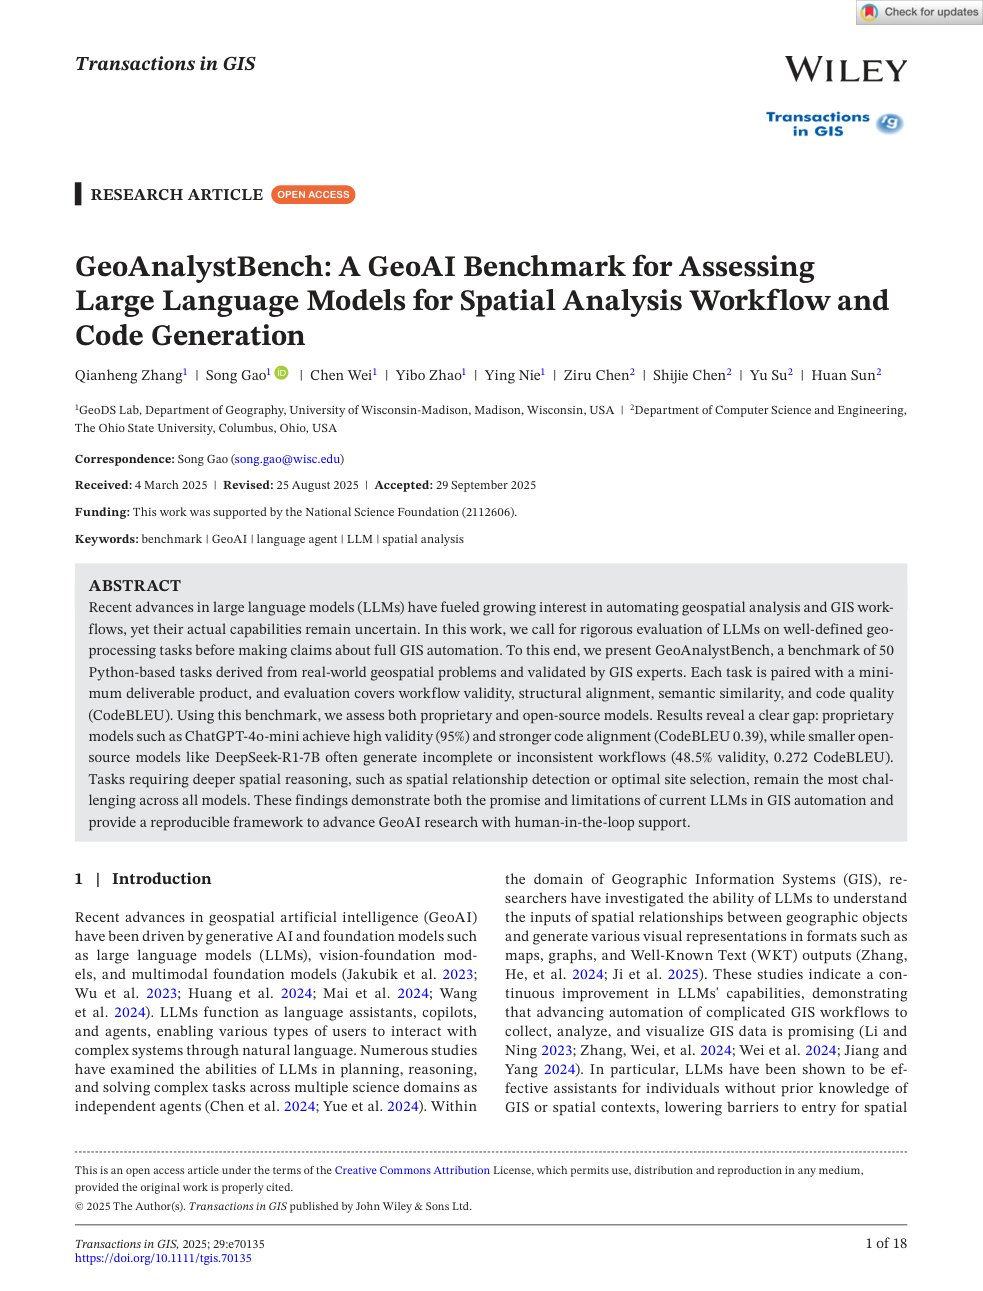 Check for updates
Transactions in GIS
WILEY
Transactions
in GIS
RESEARCH ARTICLE OPEN ACCESS
GeoAnalystBench: A GeoAI Benchmark for Assessing
Large Language Models for Spatial Analysis Workflow and
Code Generation
Qianheng Zhang1 | Song Gao1 iD | Chen Wei1 | Yibo Zhao1 | Ying Nie1 | Ziru Chen2 | Shijie Chen2 | Yu Su2 | Huan Sun2
1GeoDS Lab, Department of Geography, University of Wisconsin-Madison, Madison, Wisconsin, USA | 2Department of Computer Science and Engineering,
The Ohio State University, Columbus, Ohio, USA
Correspondence: Song Gao (song.gao@wisc.edu)
Received: 4 March 2025 | Revised: 25 August 2025 | Accepted: 29 September 2025
Funding: This work was supported by the National Science Foundation (2112606).
Keywords: benchmark | GeoAI | language agent | LLM | spatial analysis
ABSTRACT
Recent advances in large language models (LLMs) have fueled growing interest in automating geospatial analysis and GIS work-
flows, yet their actual capabilities remain uncertain. In this work, we call for rigorous evaluation of LLMs on well-defined geo-
processing tasks before making claims about full GIS automation. To this end, we present GeoAnalystBench, a benchmark of 50
Python-based tasks derived from real-world geospatial problems and validated by GIS experts. Each task is paired with a mini-
mum deliverable product, and evaluation covers workflow validity, structural alignment, semantic similarity, and code quality
(CodeBLEU). Using this benchmark, we assess both proprietary and open-source models. Results reveal a clear gap: proprietary
models such as ChatGPT-4o-mini achieve high validity (95%) and stronger code alignment (CodeBLEU 0.39), while smaller open-
source models like DeepSeek-R1-7B often generate incomplete or inconsistent workflows (48.5% validity, 0.272 CodeBLEU).
Tasks requiring deeper spatial reasoning, such as spatial relationship detection or optimal site selection, remain the most chal-
lenging across all models. These findings demonstrate both the promise and limitations of current LLMs in GIS automation and
provide a reproducible framework to advance GeoAI research with human-in-the-loop support.
1 | Introduction
Recent advances in geospatial artificial intelligence (GeoAI)
have been driven by generative AI and foundation models such
as large language models (LLMs), vision-foundation mod-
els, and multimodal foundation models (Jakubik et al. 2023;
Wu et al. 2023; Huang et al. 2024; Mai et al. 2024; Wang
et al. 2024). LLMs function as language assistants, copilots,
and agents, enabling various types of users to interact with
complex systems through natural language. Numerous studies
have examined the abilities of LLMs in planning, reasoning,
and solving complex tasks across multiple science domains as
independent agents (Chen et al. 2024; Yue et al. 2024). Within
the domain of Geographic Information Systems (GIS), re-
searchers have investigated the ability of LLMs to understand
the inputs of spatial relationships between geographic objects
and generate various visual representations in formats such as
maps, graphs, and Well-Known Text (WKT) outputs (Zhang,
He, et al. 2024; Ji et al. 2025). These studies indicate a con-
tinuous improvement in LLMs' capabilities, demonstrating
that advancing automation of complicated GIS workflows to
collect, analyze, and visualize GIS data is promising (Li and
Ning 2023; Zhang, Wei, et al. 2024; Wei et al. 2024; Jiang and
Yang 2024). In particular, LLMs have been shown to be ef-
fective assistants for individuals without prior knowledge of
GIS or spatial contexts, lowering barriers to entry for spatial
This is an open access article under the terms of the Creative Commons Attribution License, which permits use, distribution and reproduction in any medium,
provided the original work is properly cited.
© 2025 The Author(s). Transactions in GIS published by John Wiley & Sons Ltd.
Transactions in GIS, 2025; 29:e70135
https://doi.org/10.1111/tgis.70135
1 of 18